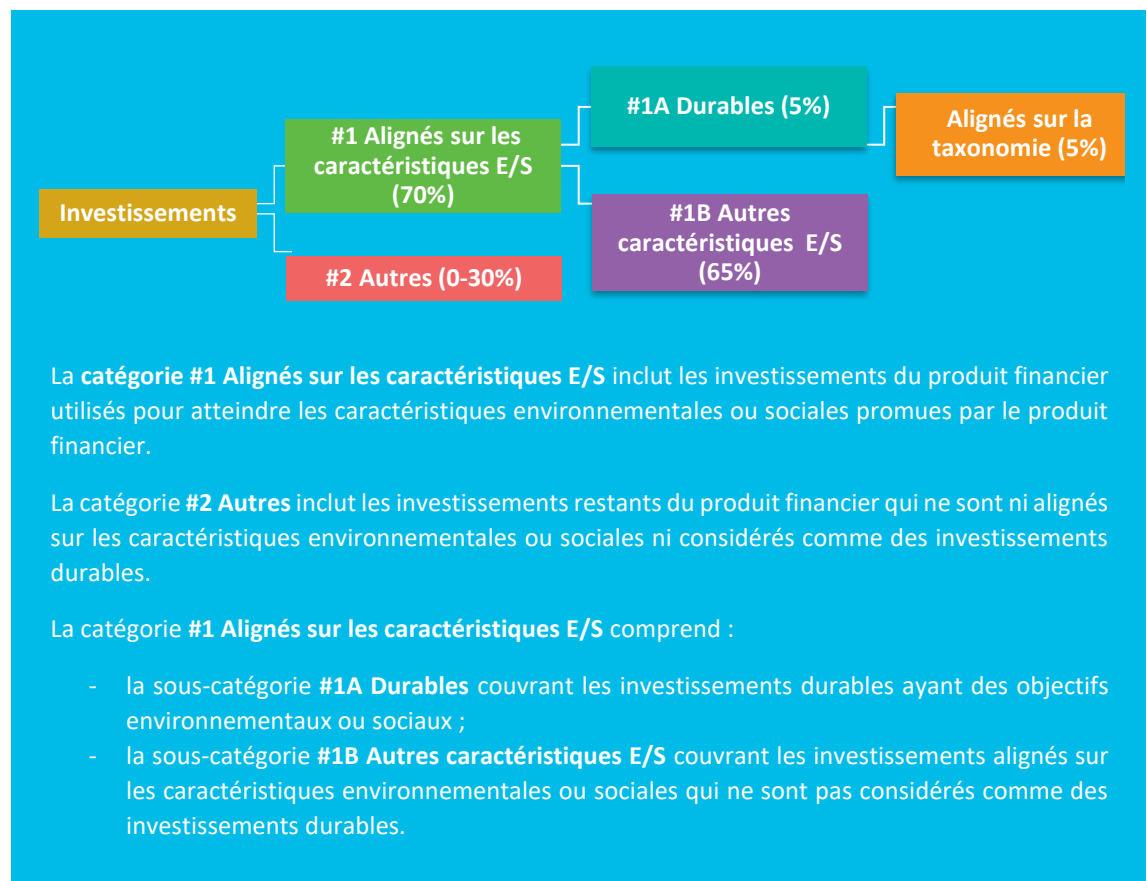 #1A Durables (5%)
Alignés sur la
taxonomie (5%)
#1 Alignés sur les
caractéristiques E/S
(70%)
Investissements
#1B Autres
caractéristiques E/S
(65%)
#2 Autres (0-30%)
La catégorie #1 Alignés sur les caractéristiques E/S inclut les investissements du produit financier
utilisés pour atteindre les caractéristiques environnementales ou sociales promues par le produit
financier.
La catégorie #2 Autres inclut les investissements restants du produit financier qui ne sont ni alignés
sur les caractéristiques environnementales ou sociales ni considérés comme des investissements
durables.
La catégorie #1 Alignés sur les caractéristiques E/S comprend :
- la sous-catégorie #1A Durables couvrant les investissements durables ayant des objectifs
environnementaux ou sociaux ;
- la sous-catégorie #1B Autres caractéristiques E/S couvrant les investissements alignés sur
les caractéristiques environnementales ou sociales qui ne sont pas considérés comme des
investissements durables.